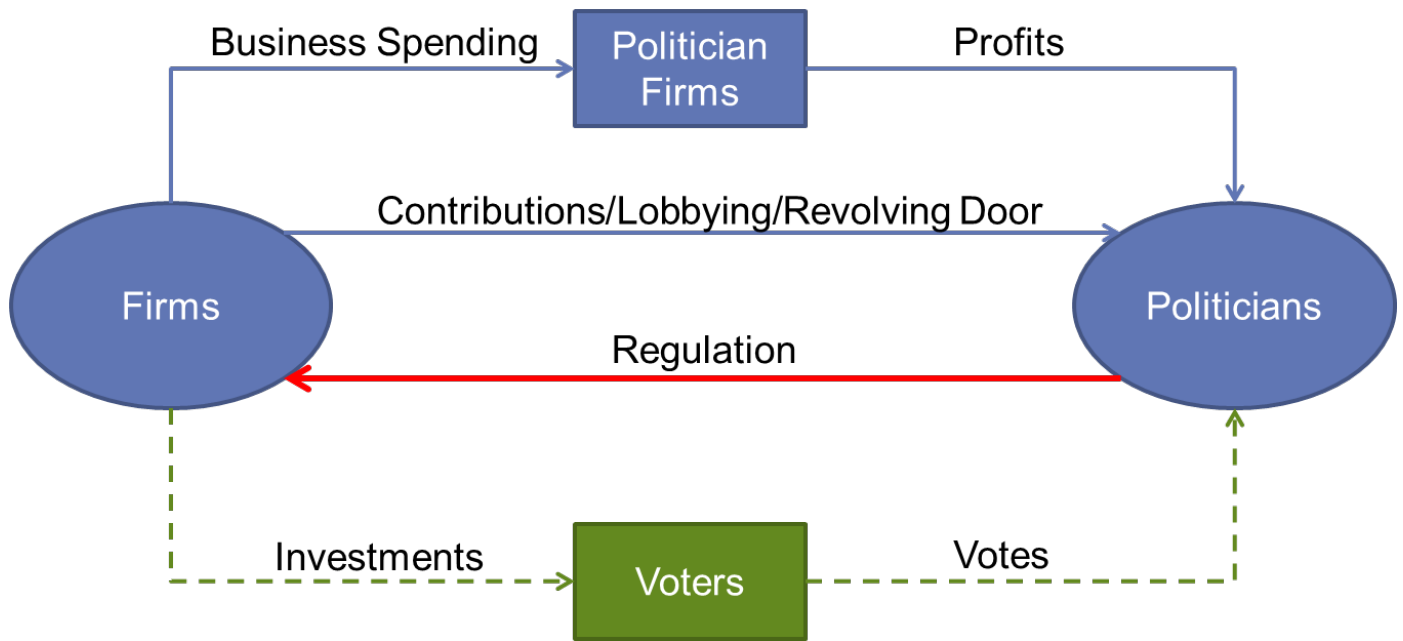 Business Spending
Politician
Firms
Profits
Contributions/Lobbying/Revolving Door
Firms
Politicians
Regulation
Investments
Voters
Votes